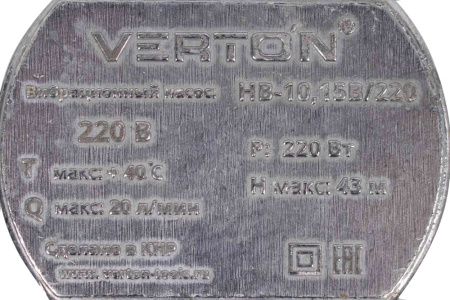 VERTON®
Вибрационный насос. НВ-10,15В/220
220 В
P: 220 Вт
T макс: + 40°C
H макс: 43 м
Q макс: 20 л/мин
Сделано в КНР
www.verton-tools.ru
EAC